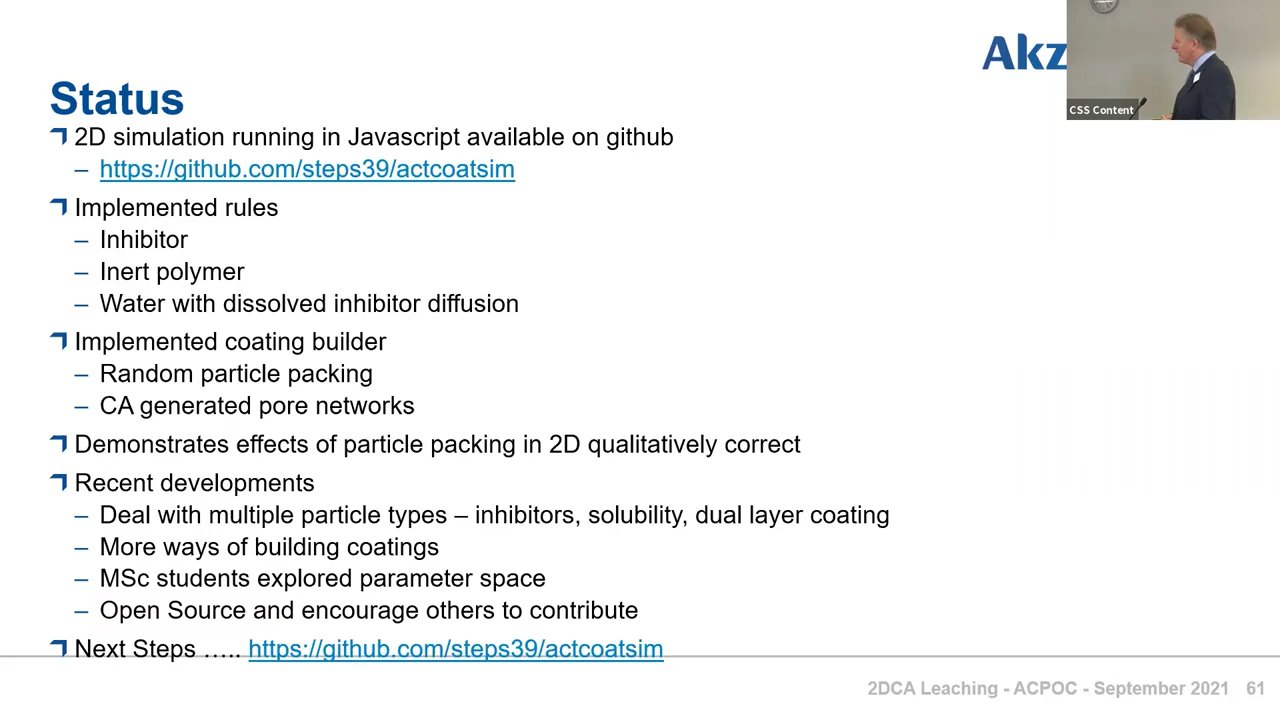 Akz
CSS Content
Status
2D simulation running in Javascript available on github
– https://github.com/steps39/actcoatsim
Implemented rules
– Inhibitor
– Inert polymer
– Water with dissolved inhibitor diffusion
Implemented coating builder
– Random particle packing
– CA generated pore networks
Demonstrates effects of particle packing in 2D qualitatively correct
Recent developments
– Deal with multiple particle types – inhibitors, solubility, dual layer coating
– More ways of building coatings
– MSc students explored parameter space
– Open Source and encourage others to contribute
Next Steps ….. https://github.com/steps39/actcoatsim
2DCA Leaching - ACPOC - September 2021 61